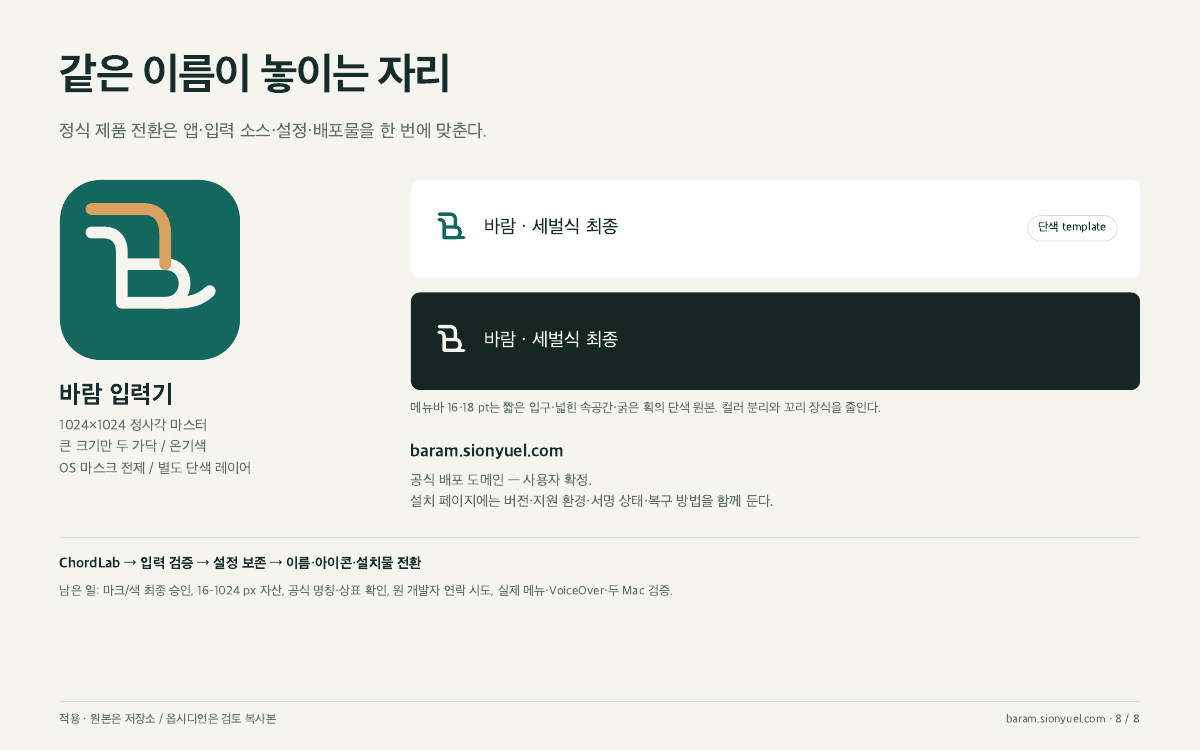 같은 이름이 놓이는 자리
정식 제품 전환은 앱·입력 소스·설정·배포물을 한 번에 맞춘다.
바람 입력기
1024×1024 정사각 마스터
큰 크기만 두 가닥 / 온기색
OS 마스크 전제 / 별도 단색 레이어
바람 · 세벌식 최종
단색 template
바람 · 세벌식 최종
메뉴바 16·18 pt는 짧은 입구·넓힌 속공간·굵은 획의 단색 원본. 컬러 분리와 꼬리 장식을 줄인다.
baram.sionyuel.com
공식 배포 도메인 — 사용자 확정.
설치 페이지에는 버전·지원 환경·서명 상태·복구 방법을 함께 둔다.
ChordLab → 입력 검증 → 설정 보존 → 이름·아이콘·설치물 전환
남은 일: 마크/색 최종 승인, 16-1024 px 자산, 공식 명칭·상표 확인, 원 개발자 연락 시도, 실제 메뉴·VoiceOver·두 Mac 검증.
적용 · 원본은 저장소 / 옵시디언은 검토 복사본
baram.sionyuel.com · 8 / 8